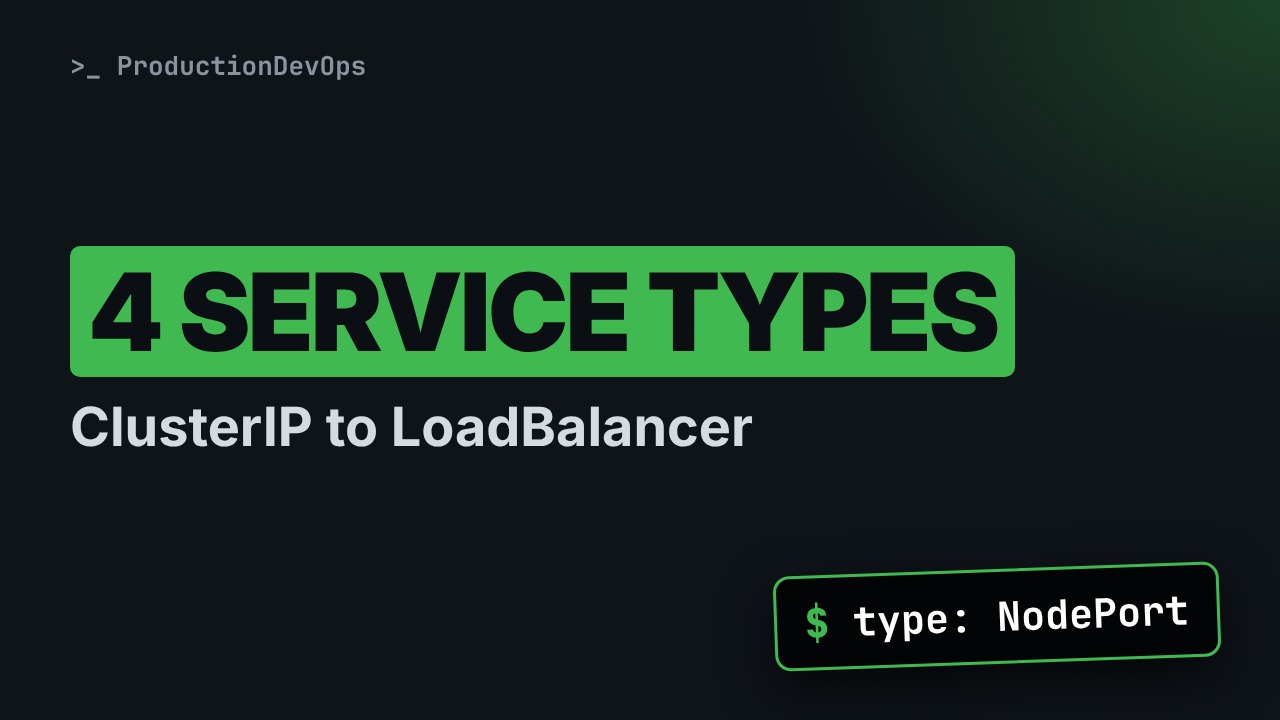 >_ ProductionDevOps
4 SERVICE TYPES
ClusterIP to LoadBalancer
$ type: NodePort